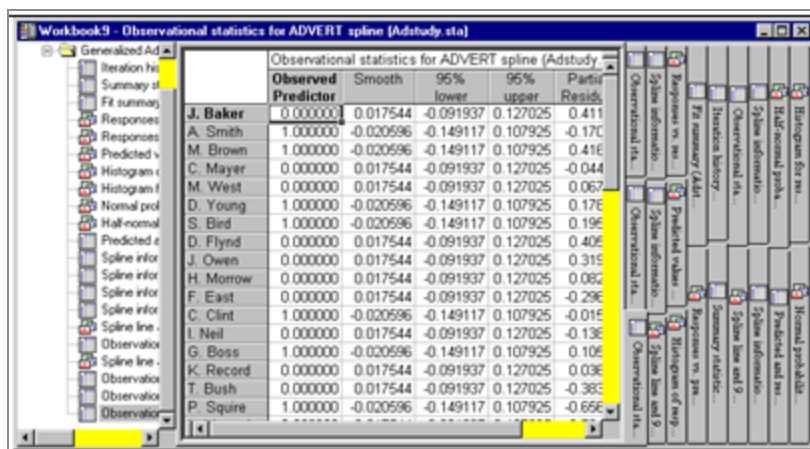 Workbook9 - Observational statistics for ADVERT spline (Adstudy.sta)
Generalized Ad
Iteration his
Summary st
Fit summary
Responses
Responses
Predicted v
Histogram o
Histogram f
Normal prol
Half-normal
Predicted a
Spline infor
Spline infor
Spline infor
Spline infor
Spline line .
Observation
Spline line .
Observation
Observation
Observation
Observational statistics for ADVERT spline (Adstudy.
Observed Predictor Smooth 95% lower 95% upper Partia Residu
J. Baker 0.000000 0.017544 -0.091937 0.127025 0.411
A. Smith 1.000000 -0.020596 -0.149117 0.107925 -0.170
M. Brown 1.000000 -0.020596 -0.149117 0.107925 0.416
C. Mayer 0.000000 0.017544 -0.091937 0.127025 -0.044
M. West 0.000000 0.017544 -0.091937 0.127025 0.067
D. Young 1.000000 -0.020596 -0.149117 0.107925 0.178
S. Bird 1.000000 -0.020596 -0.149117 0.107925 0.195
D. Flynd 0.000000 0.017544 -0.091937 0.127025 0.405
J. Owen 0.000000 0.017544 -0.091937 0.127025 0.319
H. Morrow 0.000000 0.017544 -0.091937 0.127025 0.082
F. East 0.000000 0.017544 -0.091937 0.127025 -0.296
C. Clint 1.000000 -0.020596 -0.149117 0.107925 -0.015
I. Neil 0.000000 0.017544 -0.091937 0.127025 -0.136
G. Boss 1.000000 -0.020596 -0.149117 0.107925 0.105
K. Record 0.000000 0.017544 -0.091937 0.127025 0.036
T. Bush 0.000000 0.017544 -0.091937 0.127025 -0.383
P. Squire 1.000000 -0.020596 -0.149117 0.107925 -0.656
Observational sta...
Spline informatio...
Responses vs. res...
Fit summary (Adst...
Iteration history...
Observational sta...
Spline informatio...
Half-normal proba...
Histogram for resi...
Observational sta...
Spline informatio...
Predicted values ...
Observational sta...
Spline line and 9...
Histogram of resp...
Responses vs. pre...
Summary statistic...
Spline line and 9...
Spline informatio...
Predicted and res...
Normal probabilit...